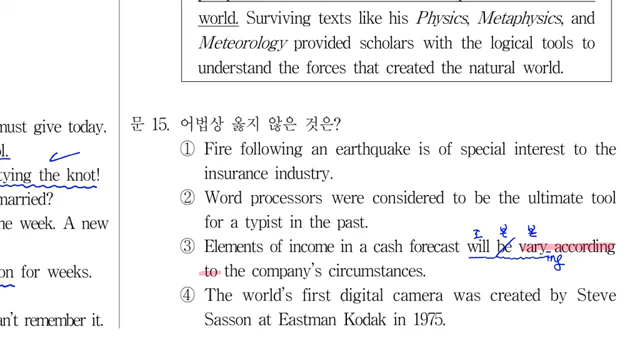 world. Surviving texts like his Physics, Metaphysics, and
Meteorology provided scholars with the logical tools to
understand the forces that created the natural world.
must give today.
ol.
tying the knot!
married?
he week. A new
on for weeks.
an't remember it.
문 15. 어법상 옳지 않은 것은?
① Fire following an earthquake is of special interest to the
insurance industry.
② Word processors were considered to be the ultimate tool
for a typist in the past.
③ Elements of income in a cash forecast will be vary according
ing
to the company's circumstances.
④ The world's first digital camera was created by Steve
Sasson at Eastman Kodak in 1975.